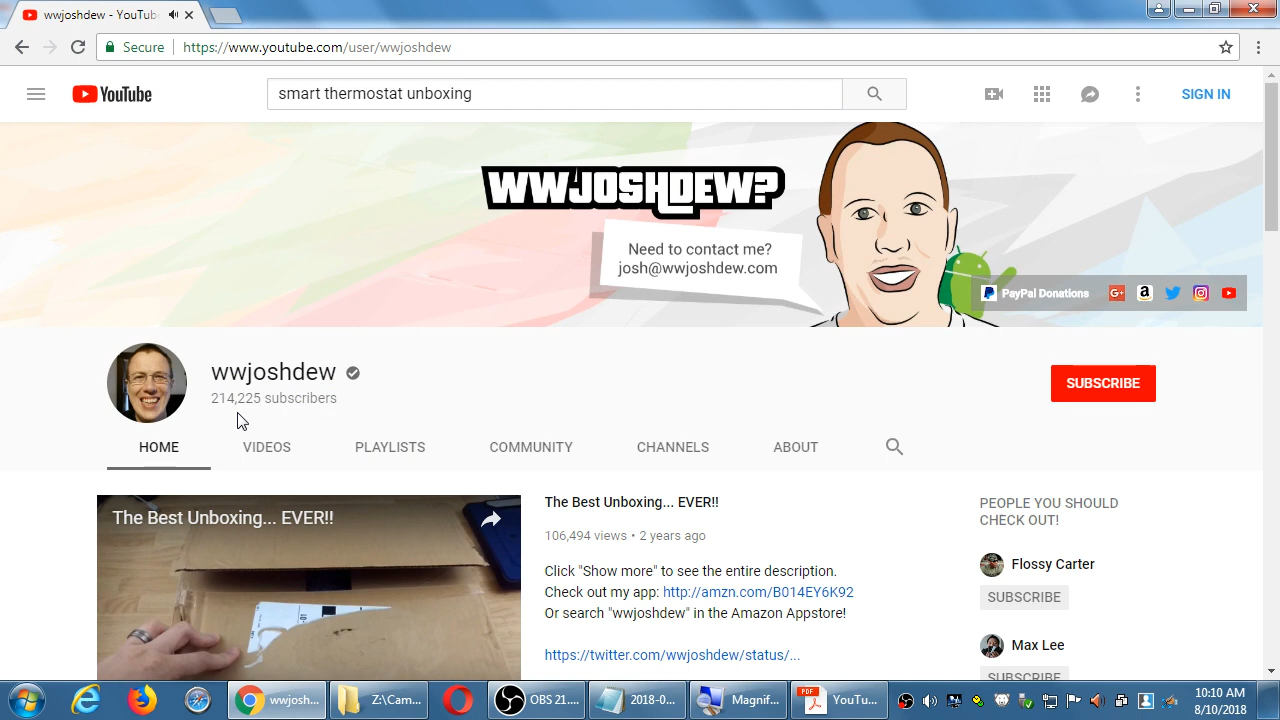 wwjoshdew - YouTub
Secure
https://www.youtube.com/user/wwjoshdew
YouTube
smart thermostat unboxing
SIGN IN
WWJOSHDEW?
Need to contact me?
josh@wwjoshdew.com
PayPal Donations
wwjoshdew
214,225 subscribers
SUBSCRIBE
HOME
VIDEOS
PLAYLISTS
COMMUNITY
CHANNELS
ABOUT
The Best Unboxing... EVER!!
The Best Unboxing... EVER!!
106,494 views • 2 years ago
Click "Show more" to see the entire description.
Check out my app: http://amzn.com/B014EY6K92
Or search "wwjoshdew" in the Amazon Appstore!
https://twitter.com/wwjoshdew/status/...
PEOPLE YOU SHOULD
CHECK OUT!
Flossy Carter
SUBSCRIBE
Max Lee
SUBSCRIBE
wwjosh...
Z:\Cam...
OBS 21....
2018-0...
Magnif...
PDF
YouTu...
10:10 AM
8/10/2018